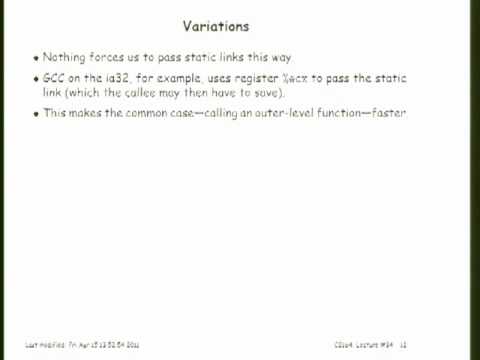 Variations
Nothing forces us to pass static links this way
GCC on the ia32, for example, uses register %ecx to pass the static
link (which the callee may then have to save).
This makes the common case—calling an outer-level function—faster
Last modified: Fri Apr 15 13:52:54 2011
CS164: Lecture #34 12